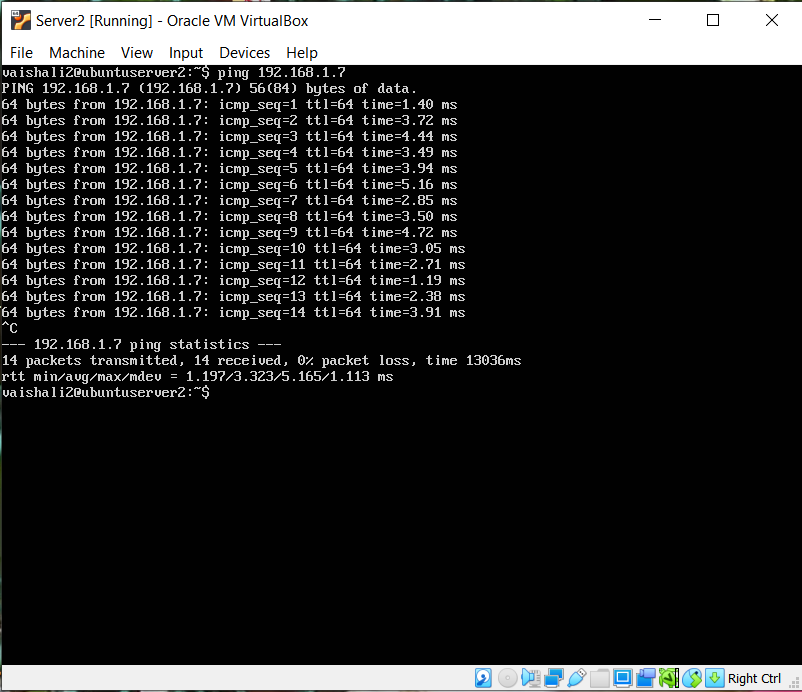 Server2 [Running] - Oracle VM VirtualBox
File Machine View Input Devices Help
vaishali2@ubuntuserver2:~$ ping 192.168.1.7
PING 192.168.1.7 (192.168.1.7) 56(84) bytes of data.
64 bytes from 192.168.1.7: icmp_seq=1 ttl=64 time=1.40 ms
64 bytes from 192.168.1.7: icmp_seq=2 ttl=64 time=3.72 ms
64 bytes from 192.168.1.7: icmp_seq=3 ttl=64 time=4.44 ms
64 bytes from 192.168.1.7: icmp_seq=4 ttl=64 time=3.49 ms
64 bytes from 192.168.1.7: icmp_seq=5 ttl=64 time=3.94 ms
64 bytes from 192.168.1.7: icmp_seq=6 ttl=64 time=5.16 ms
64 bytes from 192.168.1.7: icmp_seq=7 ttl=64 time=2.85 ms
64 bytes from 192.168.1.7: icmp_seq=8 ttl=64 time=3.50 ms
64 bytes from 192.168.1.7: icmp_seq=9 ttl=64 time=4.72 ms
64 bytes from 192.168.1.7: icmp_seq=10 ttl=64 time=3.05 ms
64 bytes from 192.168.1.7: icmp_seq=11 ttl=64 time=2.71 ms
64 bytes from 192.168.1.7: icmp_seq=12 ttl=64 time=1.19 ms
64 bytes from 192.168.1.7: icmp_seq=13 ttl=64 time=2.38 ms
64 bytes from 192.168.1.7: icmp_seq=14 ttl=64 time=3.91 ms
^C
--- 192.168.1.7 ping statistics ---
14 packets transmitted, 14 received, 0% packet loss, time 13036ms
rtt min/avg/max/mdev = 1.197/3.323/5.165/1.113 ms
vaishali2@ubuntuserver2:~$
Right Ctrl